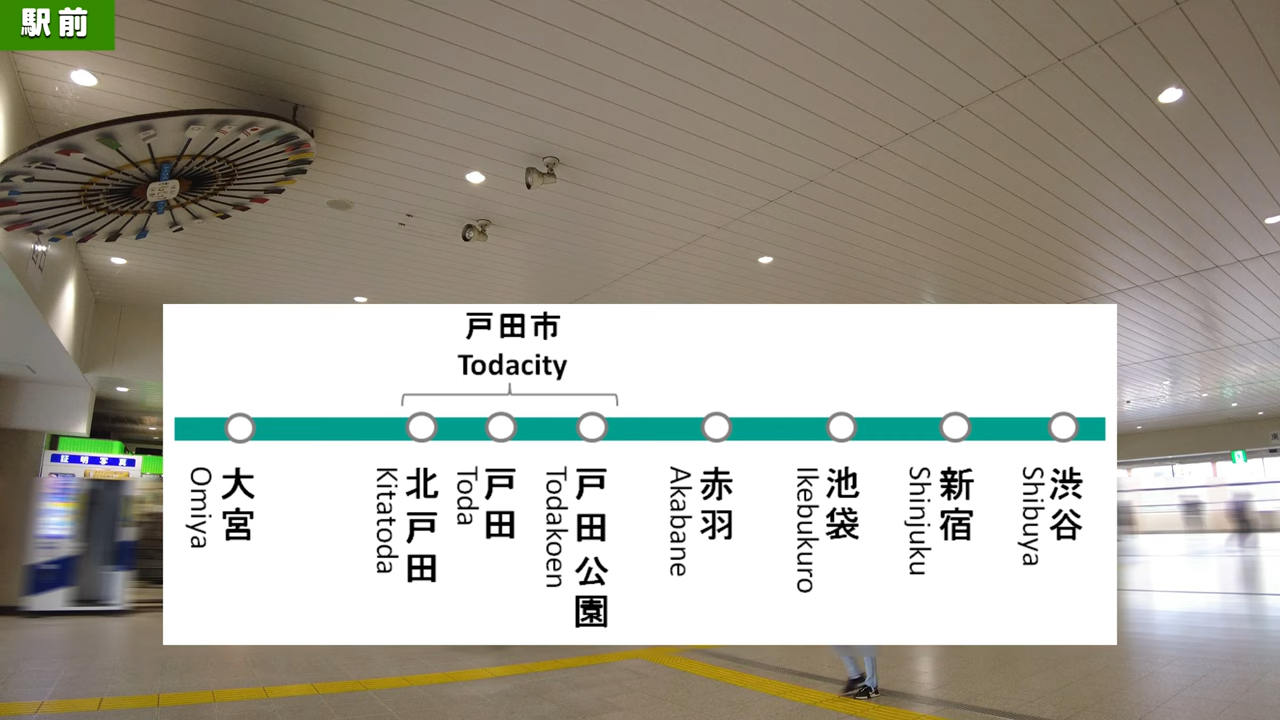 駅前
戸田市
Todacity
大宮
Omiya
北戸田
Kitatoda
戸田
Toda
戸田公園
Todakoen
赤羽
Akabane
池袋
Ikebukuro
新宿
Shinjuku
渋谷
Shibuya
証明写真